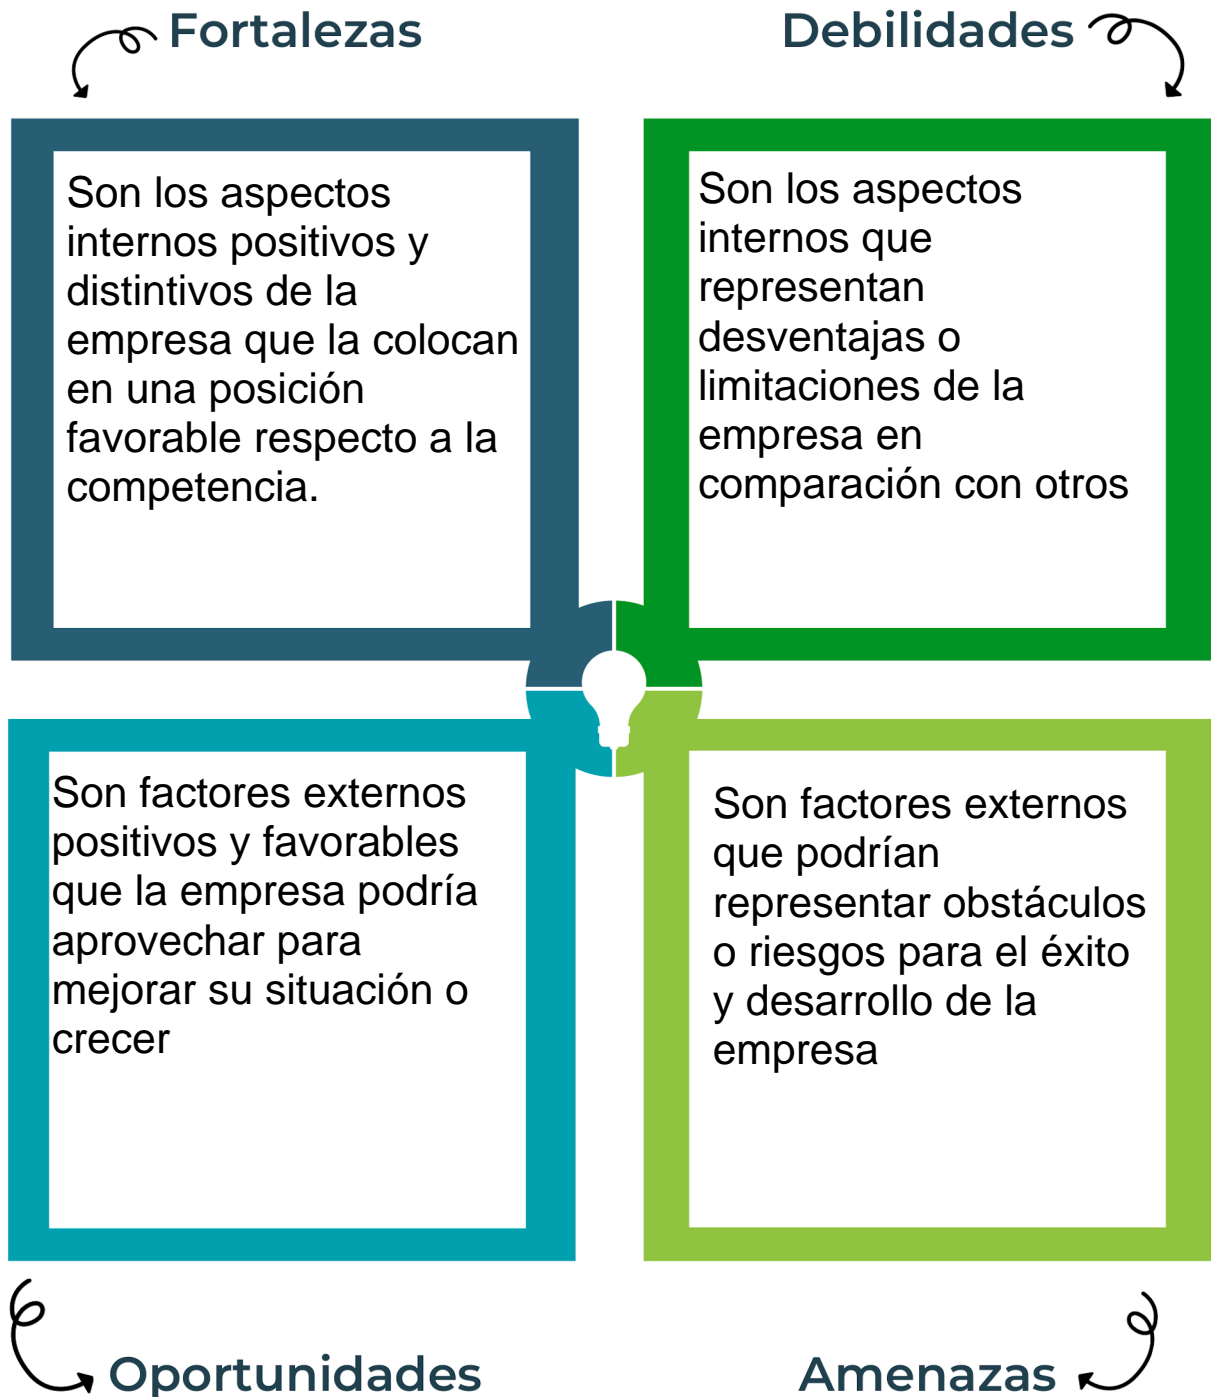 Fortalezas
Debilidades
Son los aspectos
internos positivos y
distintivos de la
empresa que la colocan
en una posición
favorable respecto a la
competencia.
Son los aspectos
internos que
representan
desventajas o
limitaciones de la
empresa en
comparación con otros
Son factores externos
positivos y favorables
que la empresa podría
aprovechar para
mejorar su situación o
crecer
Son factores externos
que podrían
representar obstáculos
o riesgos para el éxito
y desarrollo de la
empresa
Oportunidades
Amenazas